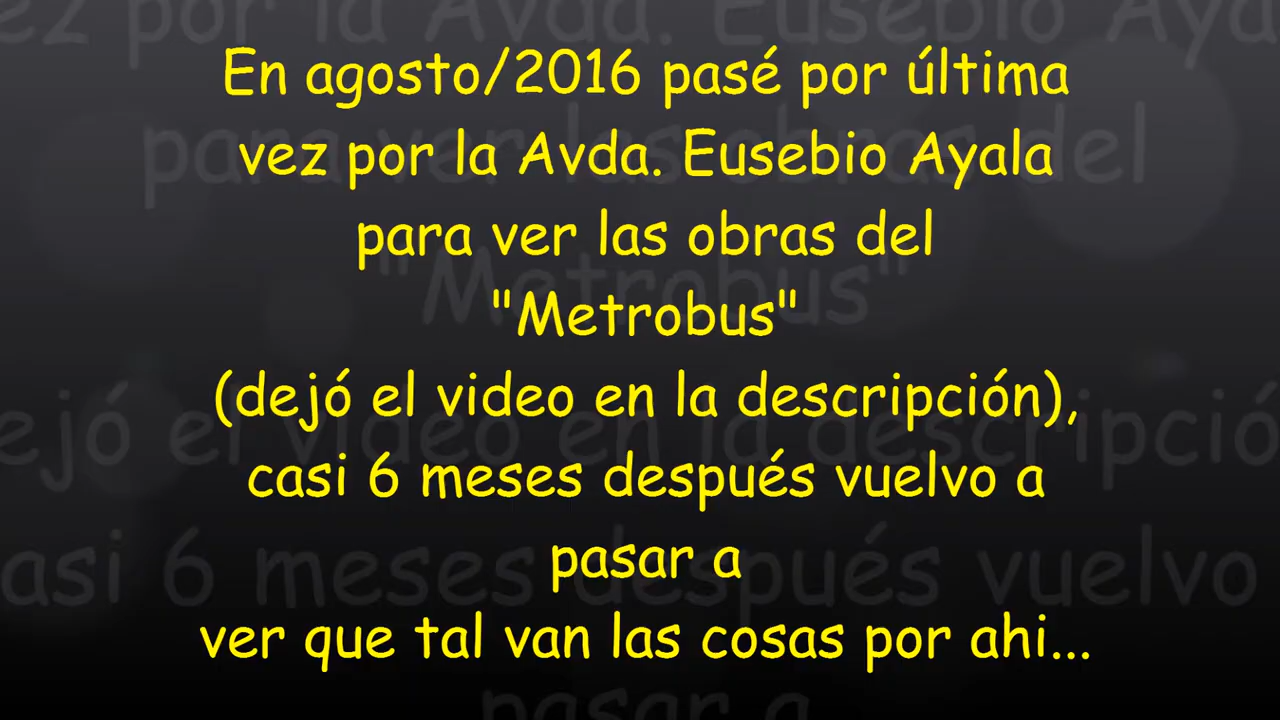 En agosto/2016 pasé por última
vez por la Avda. Eusebio Ayala
para ver las obras del
"Metrobus"
(dejó el video en la descripción),
casi 6 meses después vuelvo a
pasar a
ver que tal van las cosas por ahi...